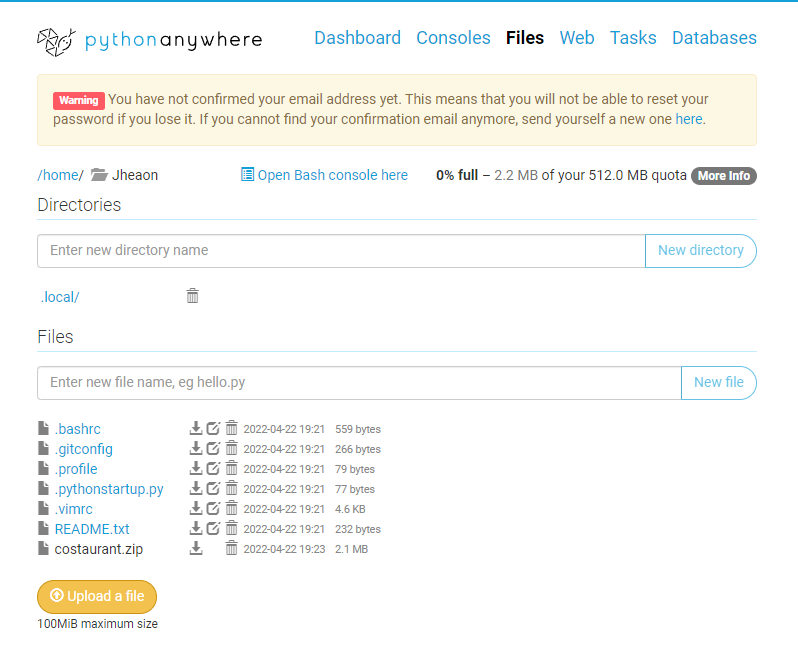 pythonanywhere
Dashboard Consoles Files Web Tasks Databases
Warning You have not confirmed your email address yet. This means that you will not be able to reset your
password if you lose it. If you cannot find your confirmation email anymore, send yourself a new one here.
/home/ Jheaon Open Bash console here 0% full – 2.2 MB of your 512.0 MB quota More Info
Directories
Enter new directory name New directory
.local/
Files
Enter new file name, eg hello.py New file
.bashrc 2022-04-22 19:21 559 bytes
.gitconfig 2022-04-22 19:21 266 bytes
.profile 2022-04-22 19:21 79 bytes
.pythonstartup.py 2022-04-22 19:21 77 bytes
.vimrc 2022-04-22 19:21 4.6 KB
README.txt 2022-04-22 19:21 232 bytes
costaurant.zip 2022-04-22 19:23 2.1 MB
Upload a file
100MiB maximum size